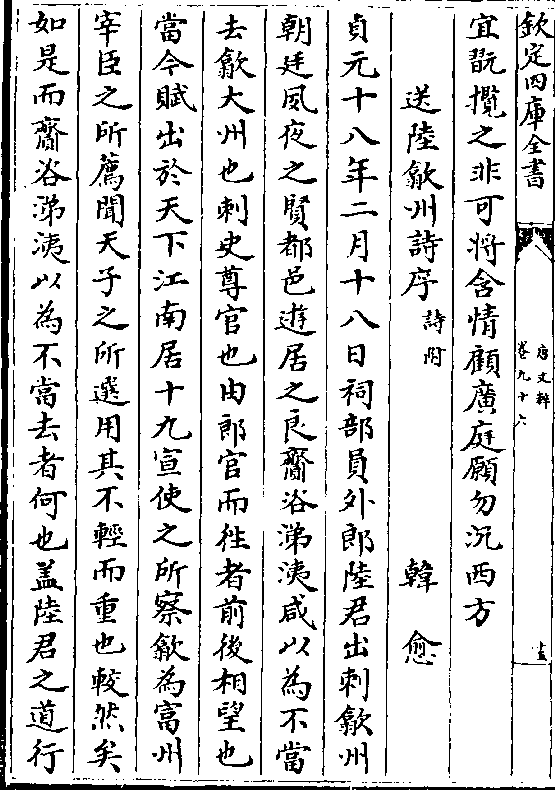 欽定四庫全書
唐文粹
卷九十六
宜翫攬之非可將含情顧廣庭願勿況西方
送陸歙州詩序 詩附 韓愈
貞元十八年二月十八日祠部員外郎陸君出刺歙州
朝廷夙夜之賢都邑遊居之良齎咨涕洟咸以為不當
去歙大州也刺史尊官也由郎官而徃者前後相望也
當今賦出於天下江南居十九宣使之所察歙為富州
宰臣之所薦聞天子之所選用其不輕而重也較然矣
如是而齎咨涕洟以為不當去者何也盖陸君之道行